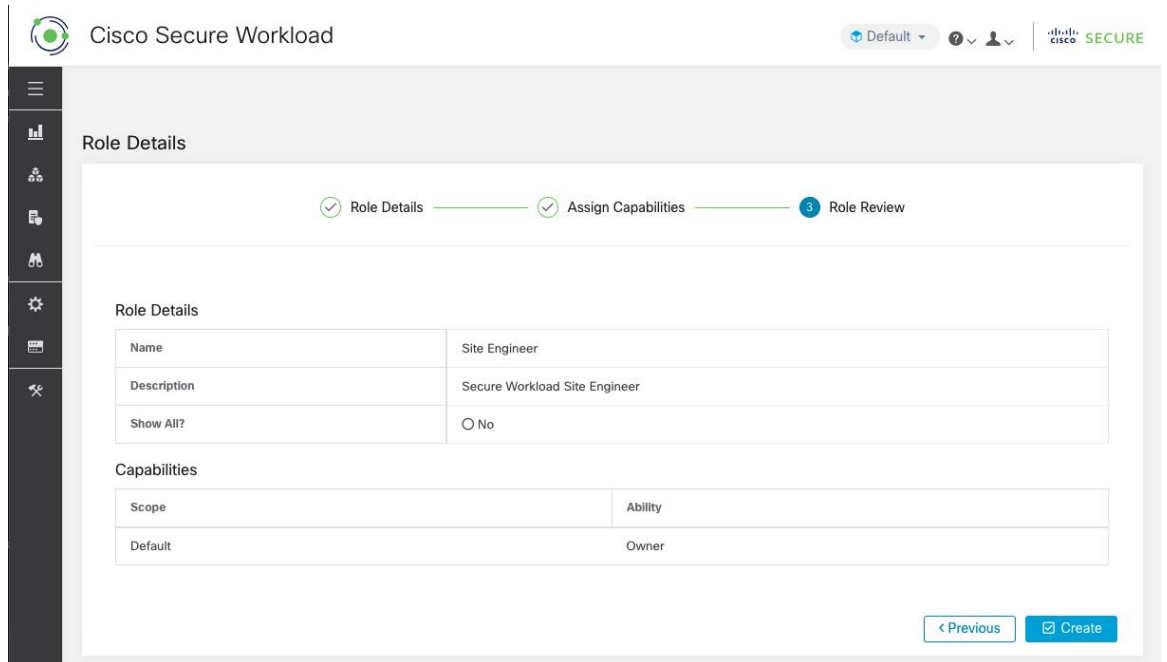 Cisco Secure Workload
Default
cisco SECURE
Role Details
Role Details
Assign Capabilities
3 Role Review
Role Details
Name Site Engineer
Description Secure Workload Site Engineer
Show All? No
Capabilities
Scope Ability
Default Owner
Previous Create